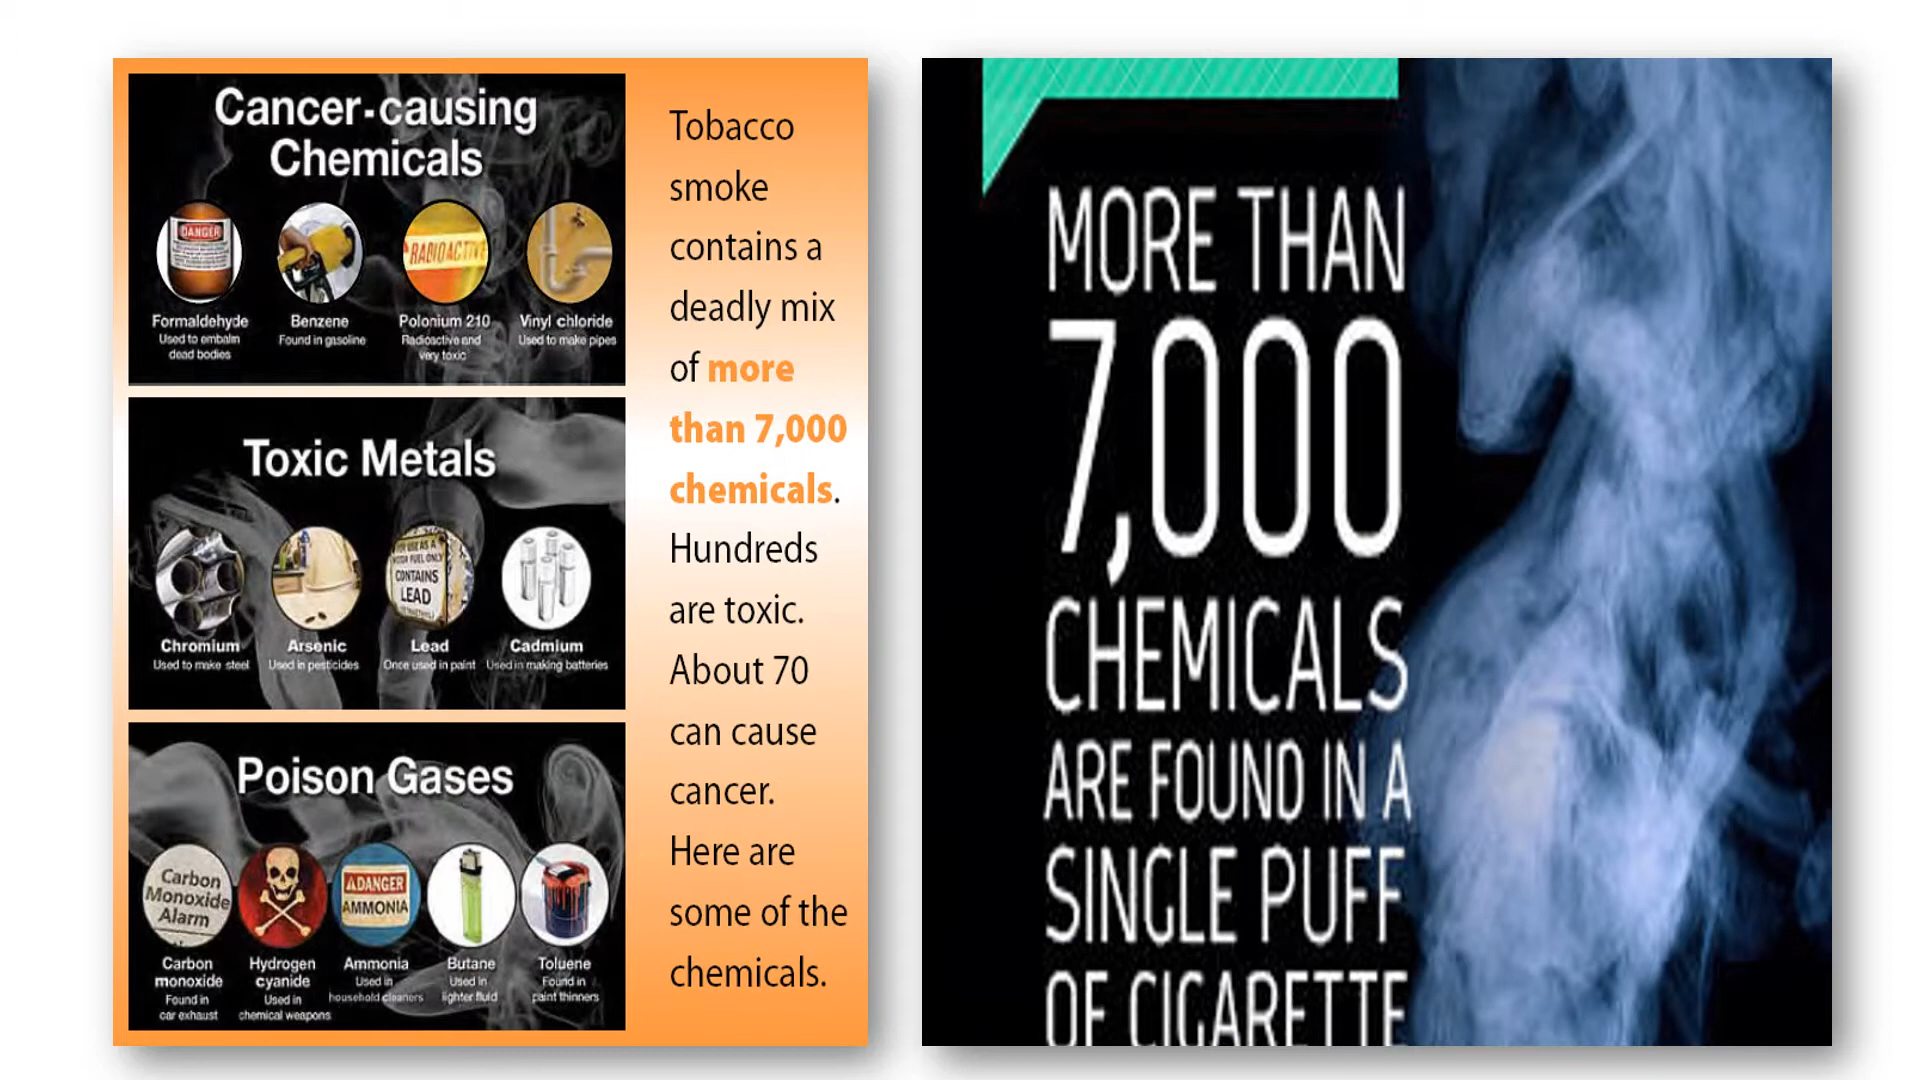 Cancer-causing
Chemicals
DANGER
RADIOACTIVE
Formaldehyde
Used to embalm
dead bodies
Benzene
Found in gasoline
Polonium 210
Radioactive and
very toxic
Vinyl chloride
Used to make pipes
Toxic Metals
FOR USE AS A
MOTOR FUEL ONLY
CONTAINS
LEAD
Chromium
Used to make steel
Arsenic
Used in pesticides
Lead
Once used in paint
Cadmium
Used in making batteries
Poison Gases
Carbon
Monoxide
Alarm
DANGER
AMMONIA
Carbon
monoxide
Found in
car exhaust
Hydrogen
cyanide
Used in
chemical weapons
Ammonia
Used in
household cleaners
Butane
Used in
lighter fluid
Toluene
Found in
paint thinners
Tobacco
smoke
contains a
deadly mix
of more
than 7,000
chemicals.
Hundreds
are toxic.
About 70
can cause
cancer.
Here are
some of the
chemicals.
MORE THAN
7,000
CHEMICALS
ARE FOUND IN A
SINGLE PUFF
OF CIGARETTE